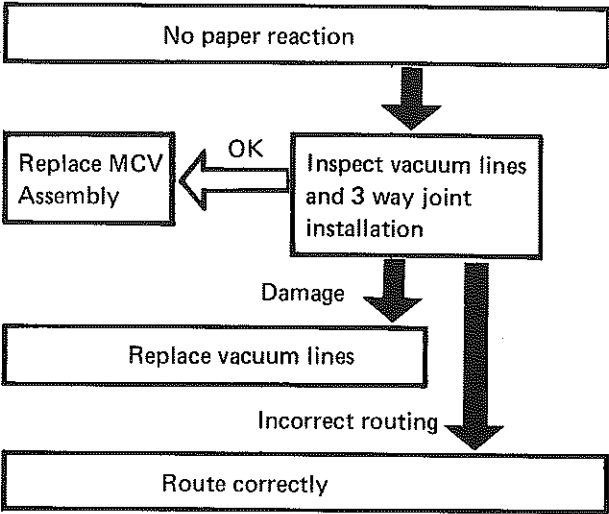 No paper reaction
OK
Replace MCV
Assembly
Inspect vacuum lines
and 3 way joint
installation
Damage
Replace vacuum lines
Incorrect routing
Route correctly